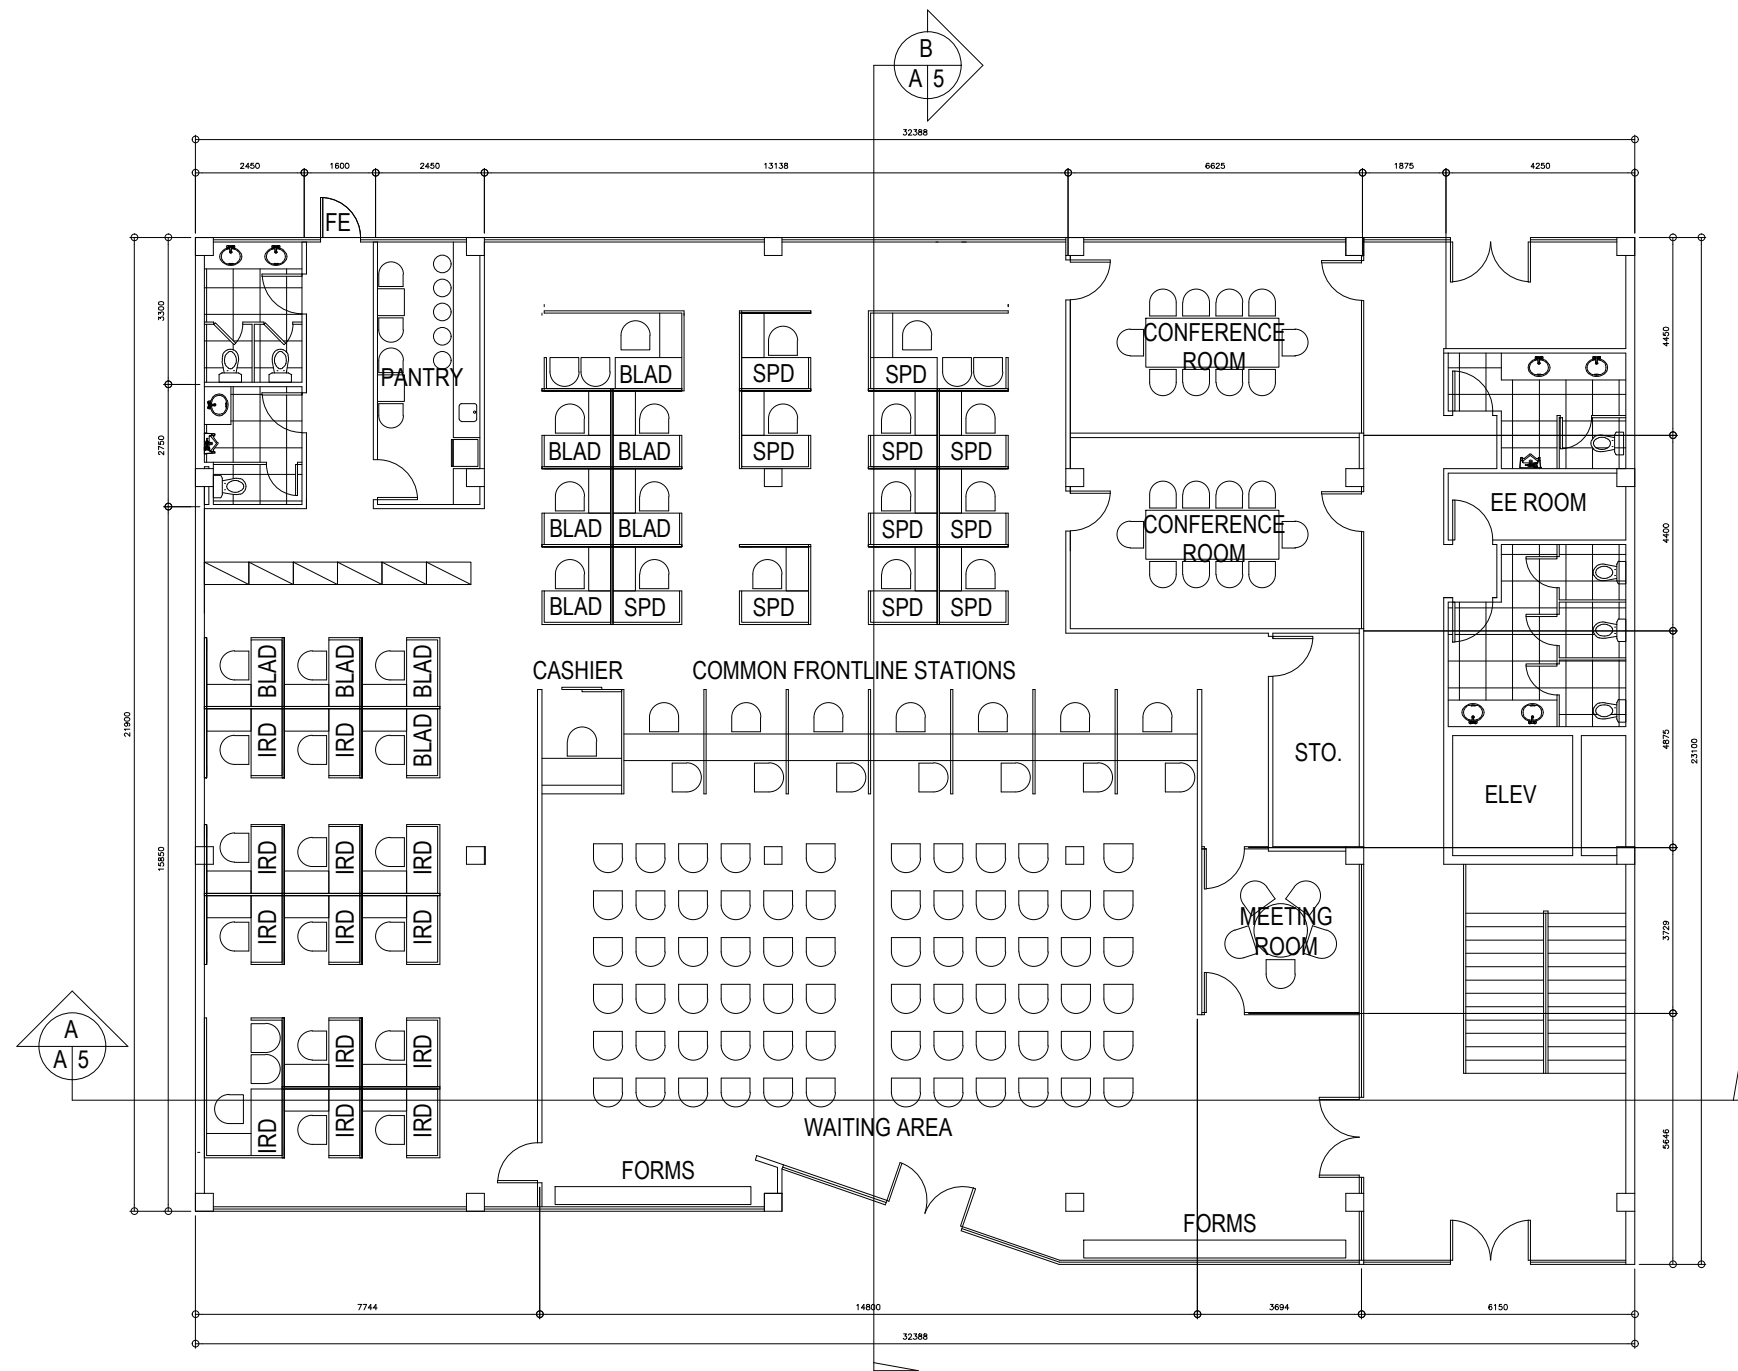 B
A 5
32388
2450 1600 2450 13138 6625 1875 4250
FE
3300
2750
15850
21900
PANTRY
CONFERENCE
ROOM
4450
BLAD SPD SPD
BLAD BLAD SPD SPD SPD
BLAD BLAD SPD SPD
BLAD SPD SPD SPD SPD
CONFERENCE
ROOM
EE ROOM
4400
CASHIER COMMON FRONTLINE STATIONS
BLAD BLAD BLAD
IRD IRD BLAD
STO.
ELEV
4875
23100
IRD IRD IRD
IRD IRD IRD
MEETING
ROOM
3729
A
A 5
IRD IRD
IRD IRD IRD
WAITING AREA
5646
FORMS
FORMS
7744 14800 3694 6150
32388